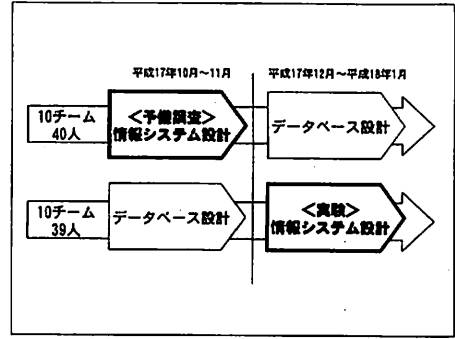 平成17年10月～11月
平成17年12月～平成18年1月
10チーム
40人
＜予備調査＞
情報システム設計
データベース設計
10チーム
39人
データベース設計
＜実験＞
情報システム設計